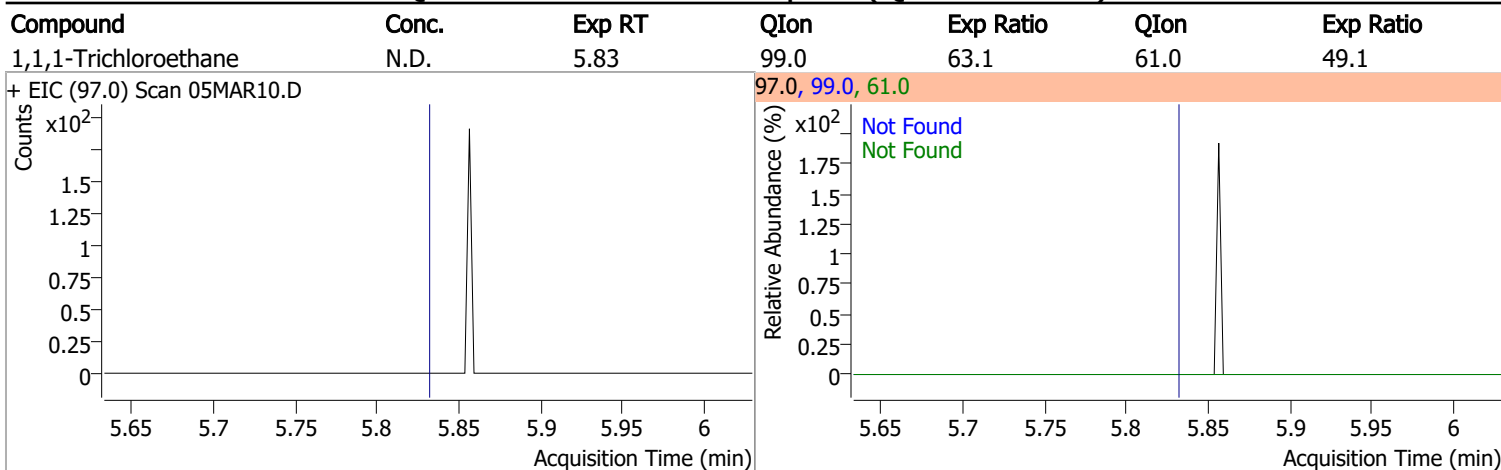 Compound Conc. Exp RT QIon Exp Ratio QIon Exp Ratio
1,1,1-Trichloroethane N.D. 5.83 99.0 63.1 61.0 49.1
+ EIC (97.0) Scan 05MAR10.D
Counts
x10²
1.5
1.25
1
0.75
0.5
0.25
0
5.65 5.7 5.75 5.8 5.85 5.9 5.95 6
Acquisition Time (min)
97.0, 99.0, 61.0
Relative Abundance (%)
x10²
Not Found
Not Found
1.75
1.5
1.25
1
0.75
0.5
0.25
0
5.65 5.7 5.75 5.8 5.85 5.9 5.95 6
Acquisition Time (min)